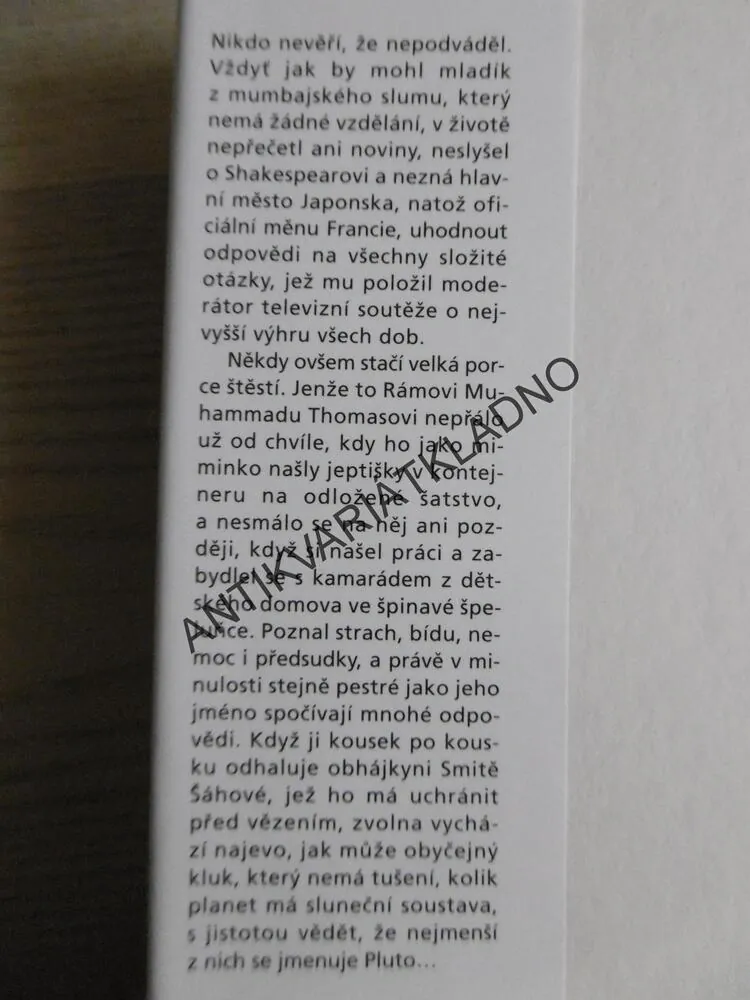 Nikdo nevěří, že nepodváděl.
Vždyť jak by mohl mladík
z mumbajského slumu, který
nemá žádné vzdělání, v životě
nepřečetl ani noviny, neslyšel
o Shakespearovi a nezná hlav-
ní město Japonska, natož ofi-
ciální měnu Francie, uhodnout
odpovědi na všechny složité
otázky, jež mu položil mode-
rátor televizní soutěže o nej-
vyšší výhru všech dob.
Někdy ovšem stačí velká por-
ce štěstí. Jenže to Rámovi Mu-
hammadu Thomasovi nepřálo
už od chvíle, kdy ho jako mi-
minko našly jeptišky v kontej-
neru na odložené šatstvo,
a nesmálo se na něj ani poz-
ději, když si našel práci a za-
bydlel se s kamarádem z dět-
ského domova ve špinavé špe-
luňce. Poznal strach, bídu, ne-
moc i předsudky, a právě v mi-
nulosti stejně pestré jako jeho
jméno spočívají mnohé odpo-
vědi. Když ji kousek po kous-
ku odhaluje obhájkyni Smitě
Šáhové, jež ho má uchránit
před vězením, zvolna vychá-
zí najevo, jak může obyčejný
kluk, který nemá tušení, kolik
planet má sluneční soustava,
s jistotou vědět, že nejmenší
z nich se jmenuje Pluto...
ANTIKVARIÁTKLADNO